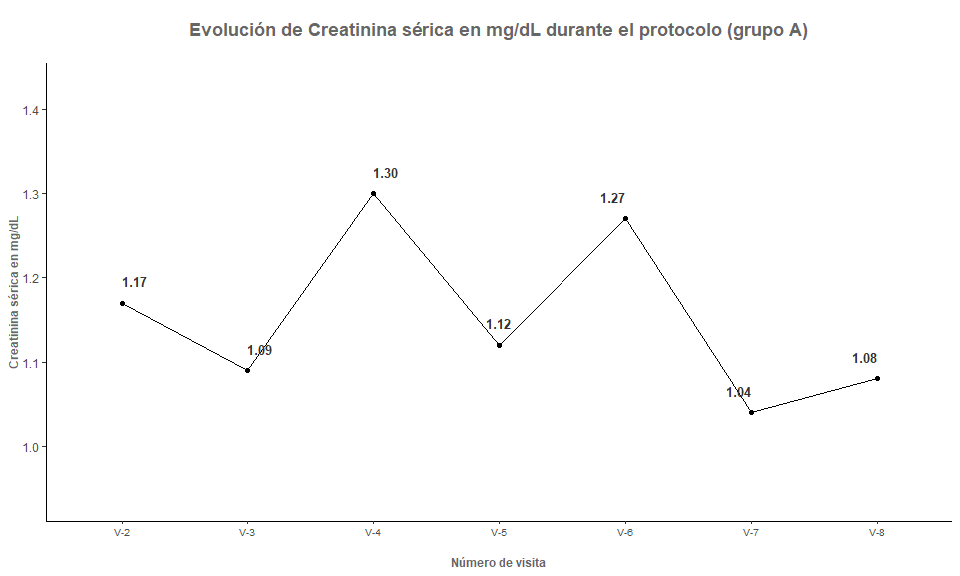 Evolución de Creatinina sérica en mg/dL durante el protocolo (grupo A)
Creatinina sérica en mg/dL
1.4
1.3
1.2
1.1
1.0
1.17
1.09
1.30
1.12
1.27
1.04
1.08
V-2
V-3
V-4
V-5
V-6
V-7
V-8
Número de visita